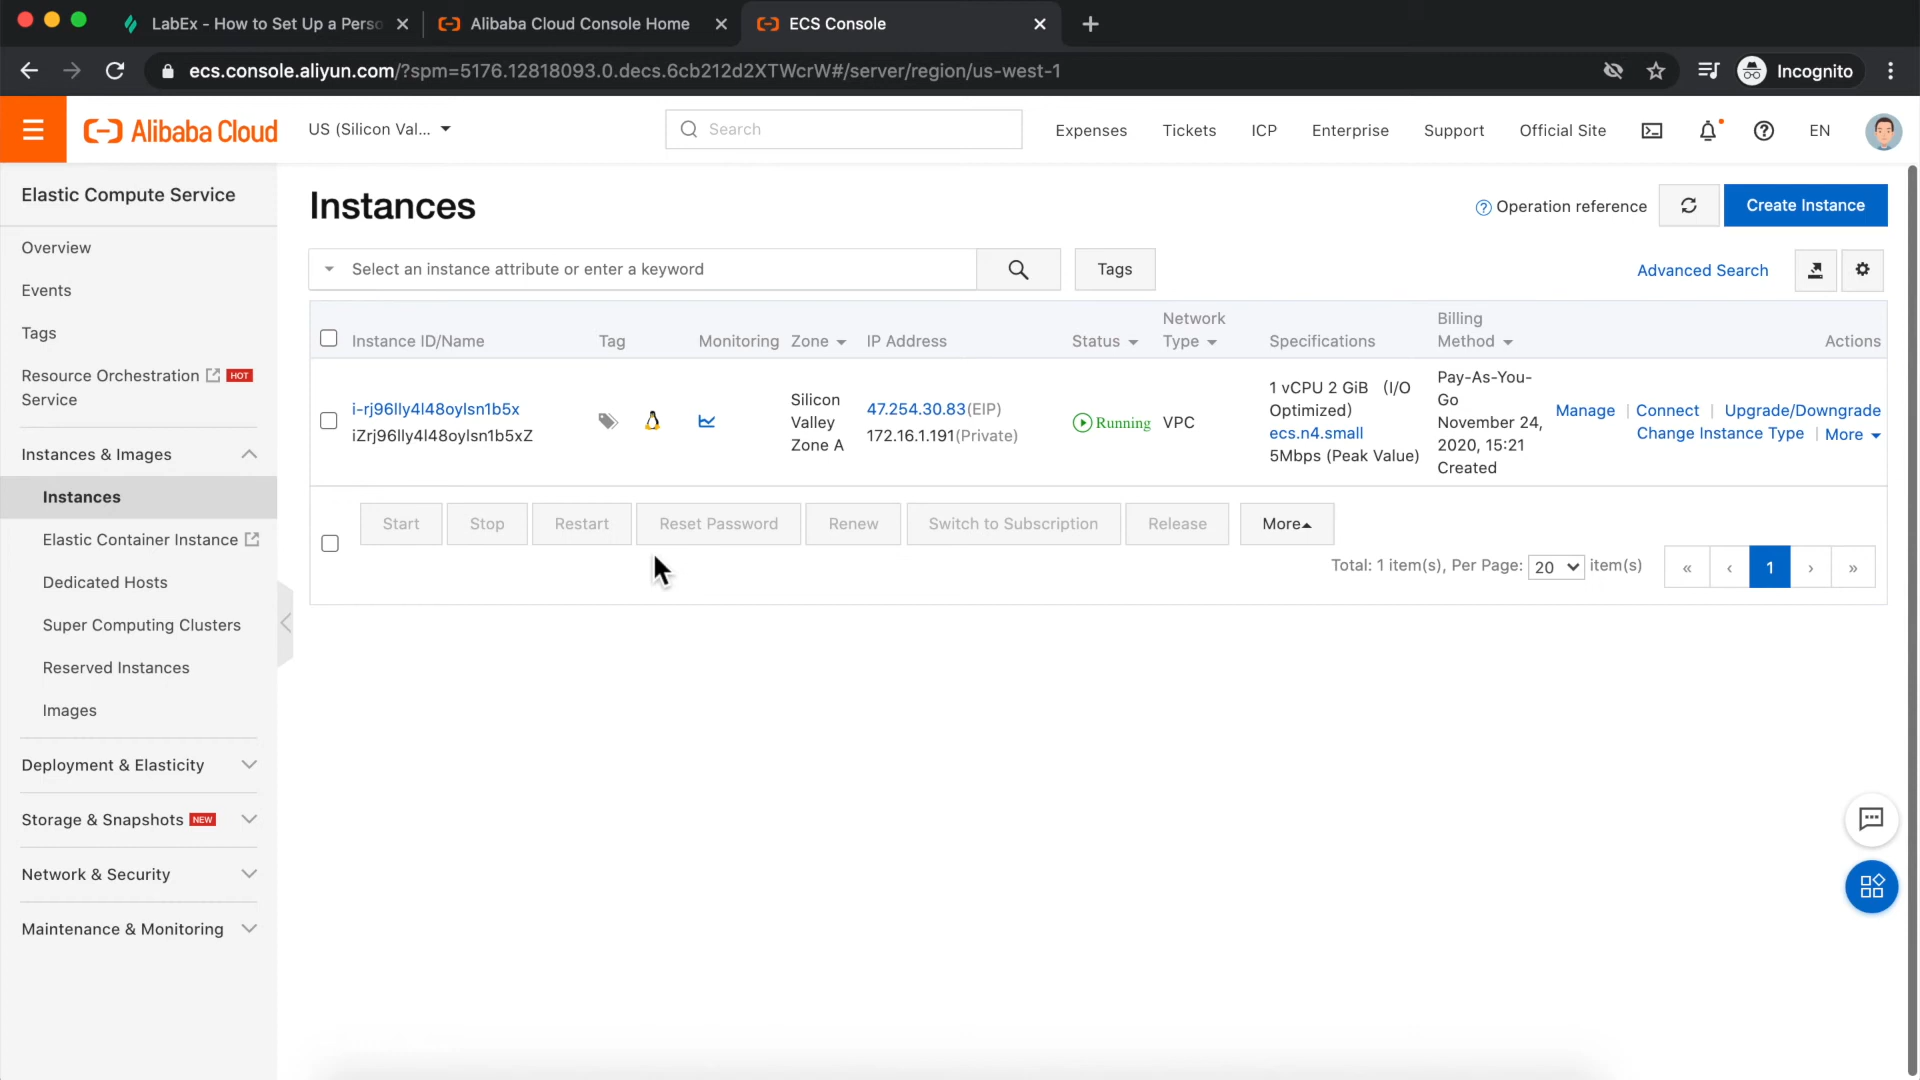 LabEx - How to Set Up a Perso
Alibaba Cloud Console Home
ECS Console
ecs.console.aliyun.com/?spm=5176.12818093.0.decs.6cb212d2XTWcrW#/server/region/us-west-1
Incognito
Alibaba Cloud
US (Silicon Val...
Search
Expenses
Tickets
ICP
Enterprise
Support
Official Site
EN
Elastic Compute Service
Overview
Events
Tags
Resource Orchestration HOT
Service
Instances & Images
Instances
Elastic Container Instance
Dedicated Hosts
Super Computing Clusters
Reserved Instances
Images
Deployment & Elasticity
Storage & Snapshots NEW
Network & Security
Maintenance & Monitoring
Instances
Operation reference
Create Instance
Select an instance attribute or enter a keyword
Tags
Advanced Search
Instance ID/Name
Tag
Monitoring
Zone
IP Address
Status
Network
Type
Specifications
Billing
Method
Actions
i-rj96lly4l48oylsn1b5x
iZrj96lly4l48oylsn1b5xZ
Silicon
Valley
Zone A
47.254.30.83(EIP)
172.16.1.191(Private)
Running
VPC
1 vCPU 2 GiB (I/O
Optimized)
ecs.n4.small
5Mbps (Peak Value)
Pay-As-You-
Go
November 24,
2020, 15:21
Created
Manage | Connect | Upgrade/Downgrade
Change Instance Type | More
Start
Stop
Restart
Reset Password
Renew
Switch to Subscription
Release
More
Total: 1 item(s), Per Page: 20 item(s)
« ‹ 1 › »